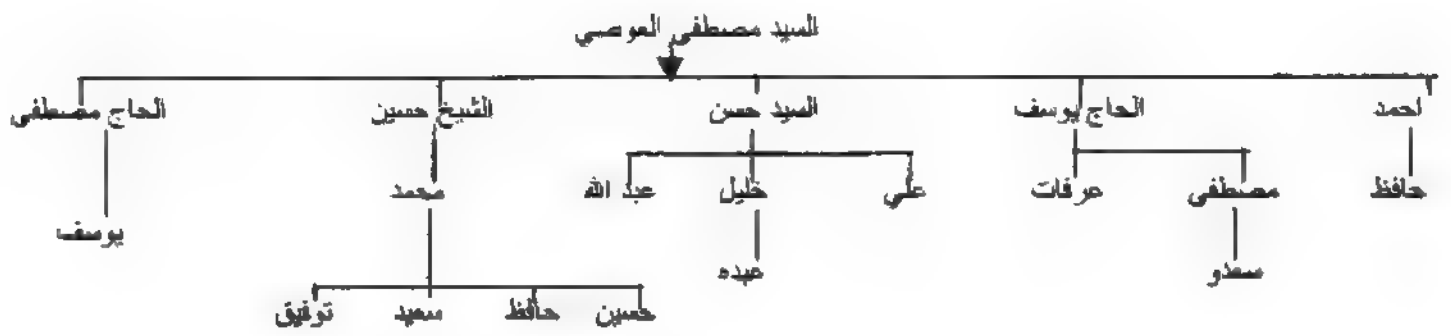 السيد مصطفى العوصي
احمد الحاج يوسف السيد حسن الشيخ حسين الحاج مصطفى
حافظ مصطفى عرفات علي خليل عبد الله محمد يوسف
سعدو عبده
حسين حافظ سعيد توفيق